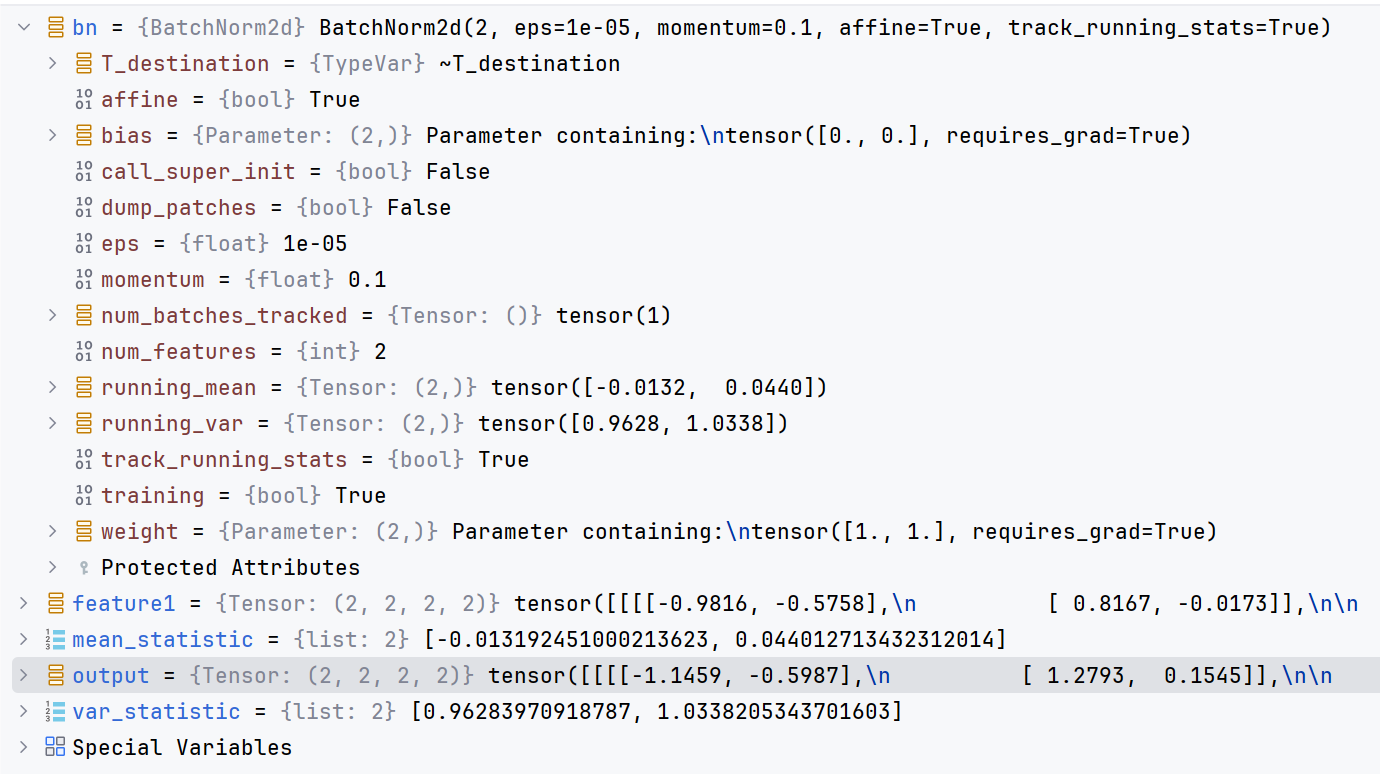 bn = {BatchNorm2d} BatchNorm2d(2, eps=1e-05, momentum=0.1, affine=True, track_running_stats=True)
T_destination = {TypeVar} ~T_destination
affine = {bool} True
bias = {Parameter: (2,)} Parameter containing:\ntensor([0., 0.], requires_grad=True)
call_super_init = {bool} False
dump_patches = {bool} False
eps = {float} 1e-05
momentum = {float} 0.1
num_batches_tracked = {Tensor: ()} tensor(1)
num_features = {int} 2
running_mean = {Tensor: (2,)} tensor([-0.0132,  0.0440])
running_var = {Tensor: (2,)} tensor([0.9628, 1.0338])
track_running_stats = {bool} True
training = {bool} True
weight = {Parameter: (2,)} Parameter containing:\ntensor([1., 1.], requires_grad=True)
Protected Attributes
feature1 = {Tensor: (2, 2, 2, 2)} tensor([[[[-0.9816, -0.5758],\n          [ 0.8167, -0.0173]],\n\n
mean_statistic = {list: 2} [-0.013192451000213623, 0.044012713432312014]
output = {Tensor: (2, 2, 2, 2)} tensor([[[[-1.1459, -0.5987],\n          [ 1.2793,  0.1545]],\n\n
var_statistic = {list: 2} [0.96283970918787, 1.0338205343701603]
Special Variables